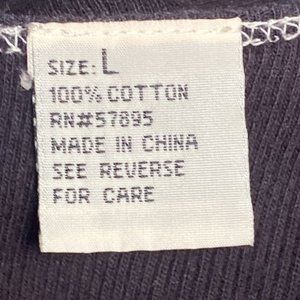 SIZE: L
100% COTTON
RN#57895
MADE IN CHINA
SEE REVERSE
FOR CARE